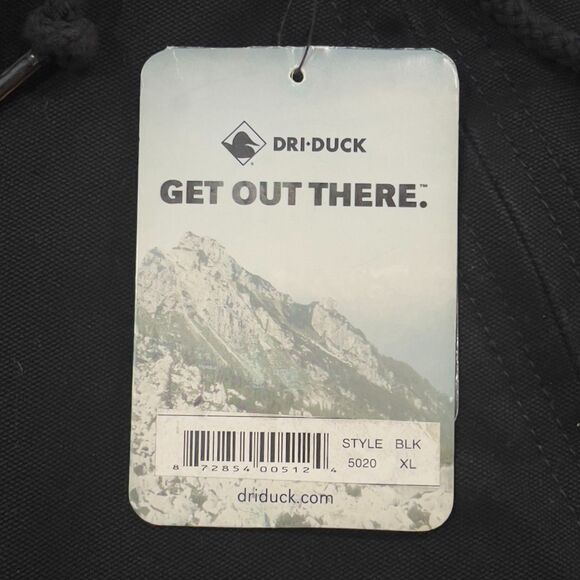 DRI·DUCK
GET OUT THERE.™
STYLE BLK
5020 XL
8 72854 00512 4
driduck.com